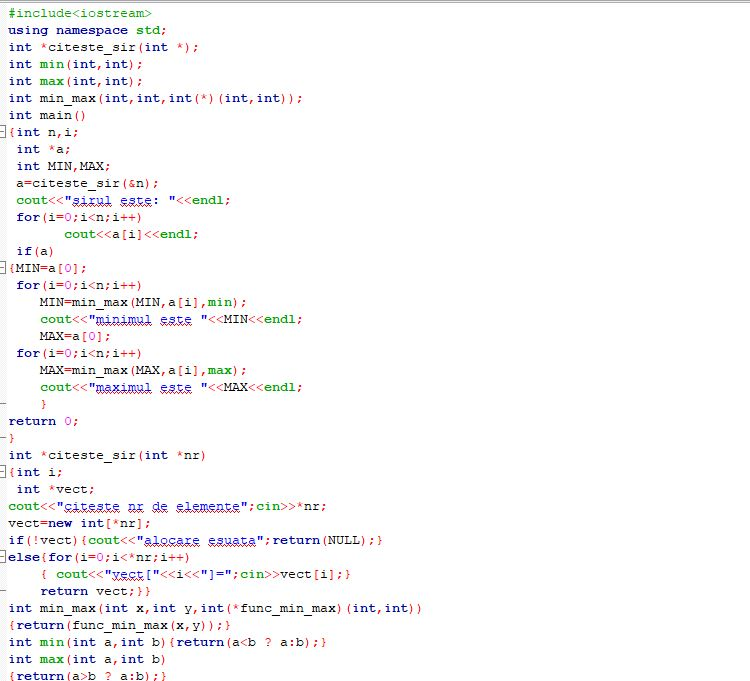 #include<iostream>
using namespace std;
int *citeste_sir(int *);
int min(int,int);
int max(int,int);
int min_max(int,int,int(*)(int,int));
int main()
{int n,i;
int *a;
int MIN,MAX;
a=citeste_sir(&n);
cout<<"sirul este: "<<endl;
for(i=0;i<n;i++)
cout<<a[i]<<endl;
if(a)
{MIN=a[0];
for(i=0;i<n;i++)
MIN=min_max(MIN,a[i],min);
cout<<"minimul este "<<MIN<<endl;
MAX=a[0];
for(i=0;i<n;i++)
MAX=min_max(MAX,a[i],max);
cout<<"maximul este "<<MAX<<endl;
}
return 0;
}
int *citeste_sir(int *nr)
{int i;
int *vect;
cout<<"citeste nr de elemente";cin>>*nr;
vect=new int[*nr];
if(!vect){cout<<"alocare esuata";return(NULL);}
else{for(i=0;i<*nr;i++)
{ cout<<"vect["<<i<<"]=";cin>>vect[i];}
return vect;}}
int min_max(int x,int y,int(*func_min_max)(int,int))
{return(func_min_max(x,y));}
int min(int a,int b){return(a<b ? a:b);}
int max(int a,int b)
{return(a>b ? a:b);}